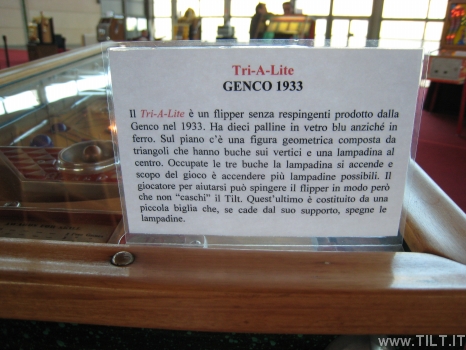 Tri-A-Lite
GENCO 1933
Il Tri-A-Lite è un flipper senza respingenti prodotto dalla
Genco nel 1933. Ha dieci palline in vetro blu anziché in
ferro. Sul piano c'è una figura geometrica composta da
triangoli che hanno buche sui vertici e una lampadina al
centro. Occupate le tre buche la lampadina si accende e
scopo del gioco è accendere più lampadine possibili. Il
giocatore per aiutarsi può spingere il flipper in modo però
che non "caschi" il Tilt. Quest'ultimo è costituito da una
piccola biglia che, se cade dal suo supporto, spegne le
lampadine.
www.TILT.IT